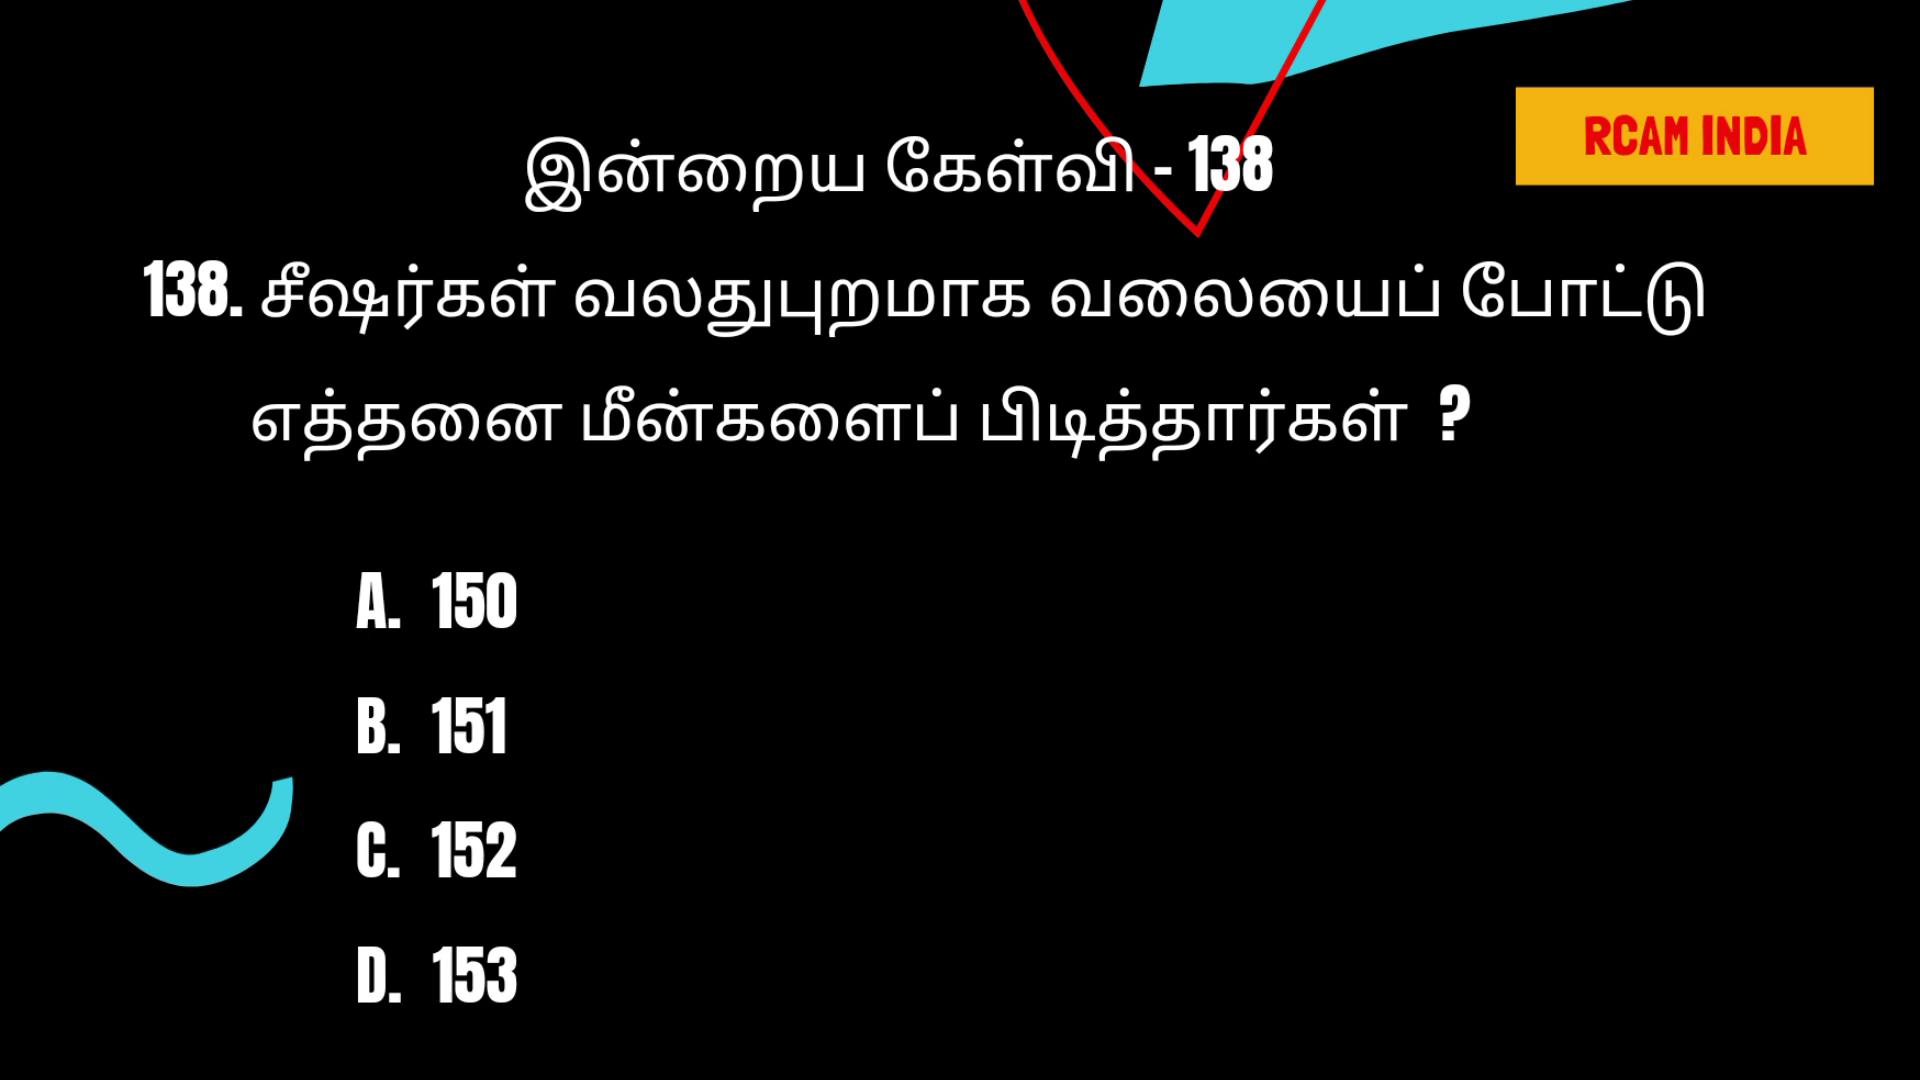 RCAM INDIA
இன்றைய கேள்வி - 138
138. சீஷர்கள் வலதுபுறமாக வலையைப் போட்டு
எத்தனை மீன்களைப் பிடித்தார்கள் ?
A. 150
B. 151
C. 152
D. 153